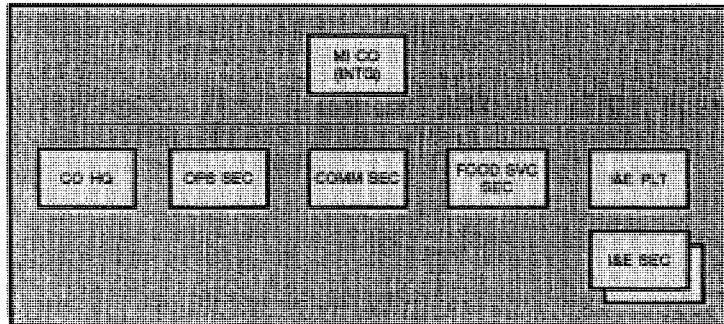 MI CO
(INTG)
CO HQ
OPS SEC
COMM SEC
FOOD SVC
SEC
I&E PLT
I&E SEC